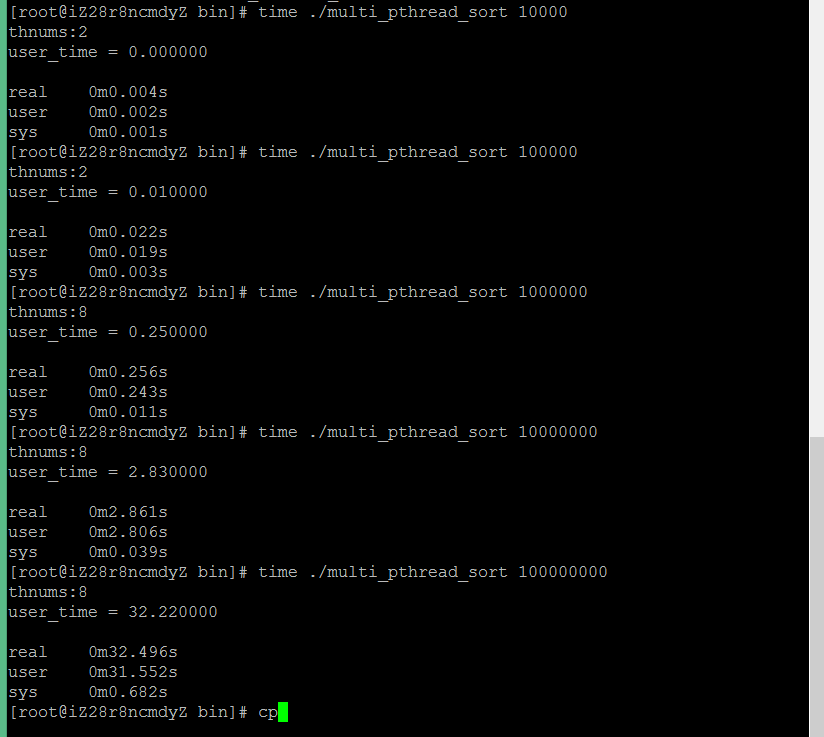 [root@iZ28r8ncmdyZ bin]# time ./multi_pthread_sort 10000
thnums:2
user_time = 0.000000
real    0m0.004s
user    0m0.002s
sys     0m0.001s
[root@iZ28r8ncmdyZ bin]# time ./multi_pthread_sort 100000
thnums:2
user_time = 0.010000
real    0m0.022s
user    0m0.019s
sys     0m0.003s
[root@iZ28r8ncmdyZ bin]# time ./multi_pthread_sort 1000000
thnums:8
user_time = 0.250000
real    0m0.256s
user    0m0.243s
sys     0m0.011s
[root@iZ28r8ncmdyZ bin]# time ./multi_pthread_sort 10000000
thnums:8
user_time = 2.830000
real    0m2.861s
user    0m2.806s
sys     0m0.039s
[root@iZ28r8ncmdyZ bin]# time ./multi_pthread_sort 100000000
thnums:8
user_time = 32.220000
real    0m32.496s
user    0m31.552s
sys     0m0.682s
[root@iZ28r8ncmdyZ bin]# cp